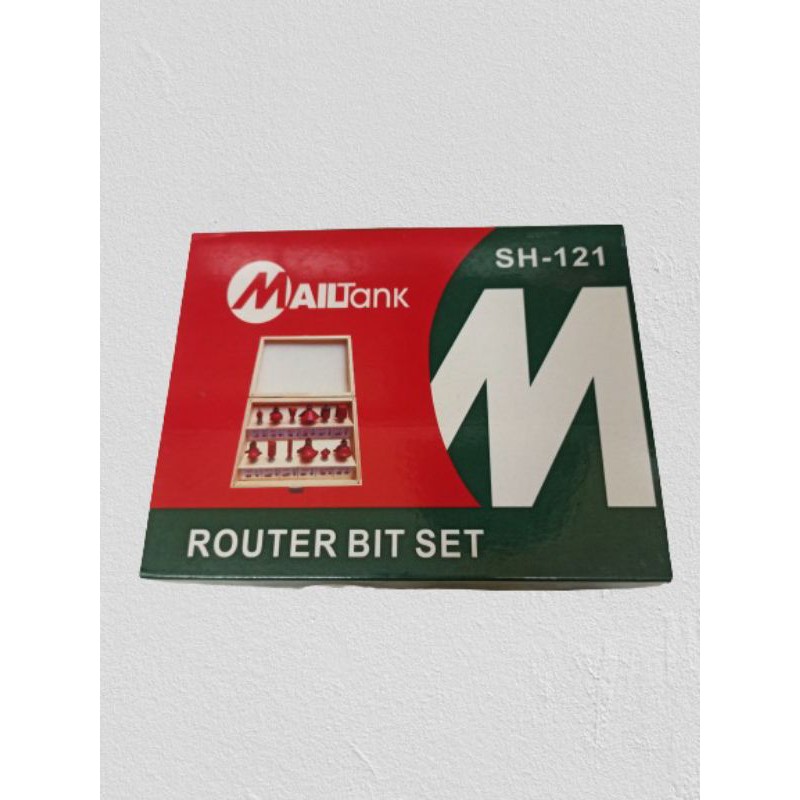 SH-121
MAILTank
M
ROUTER BIT SET